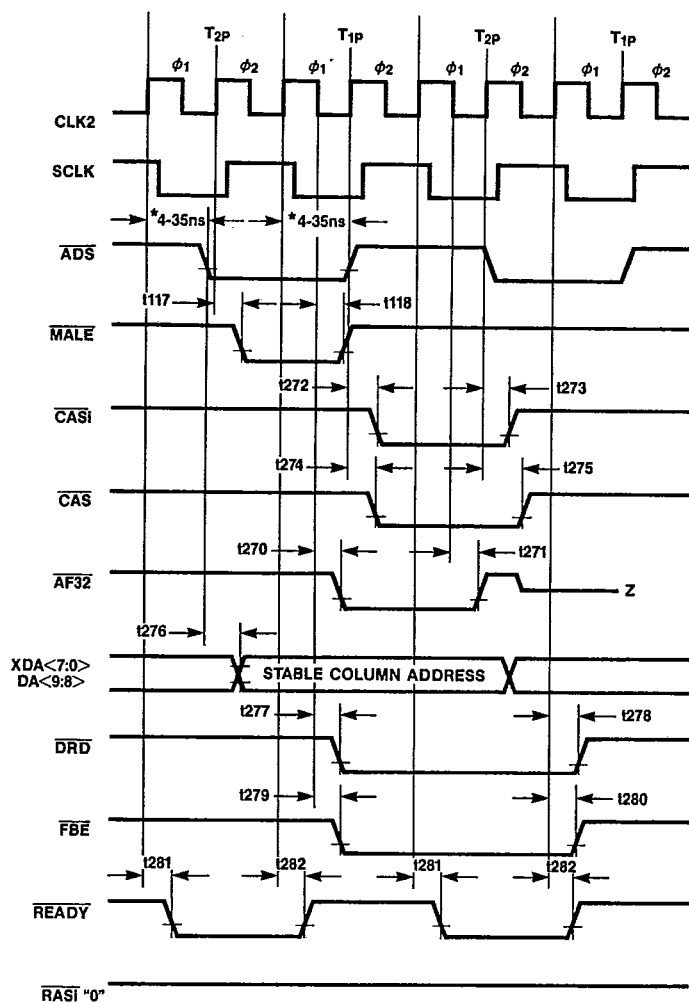 T2P T1P T2P T1P
ϕ1 ϕ2 ϕ1 ϕ2 ϕ1 ϕ2 ϕ1 ϕ2
CLK2
SCLK
*4-35ns *4-35ns
ADS
t117 t118
MALE
t272 t273
CASI
t274 t275
CAS
t270 t271
AF32 Z
t276
XDA<7:0>
DA<9:8>
STABLE COLUMN ADDRESS
t277 t278
DRD
t279 t280
FBE
t281 t282 t281 t282
READY
RASI "0"